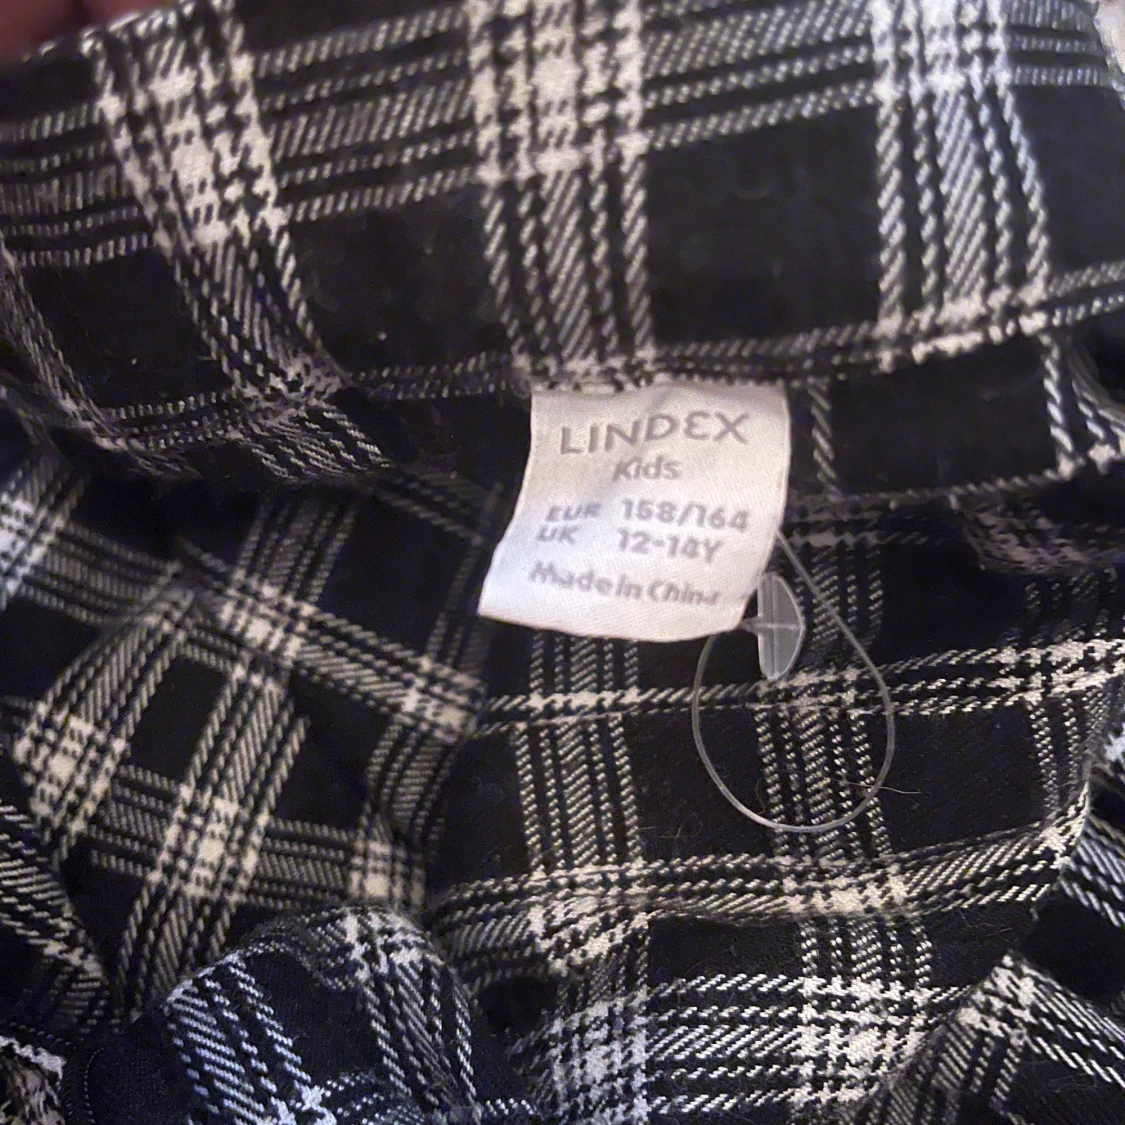 LINDEX
Kids
EUR 158/164
UK 12-14Y
Made in China